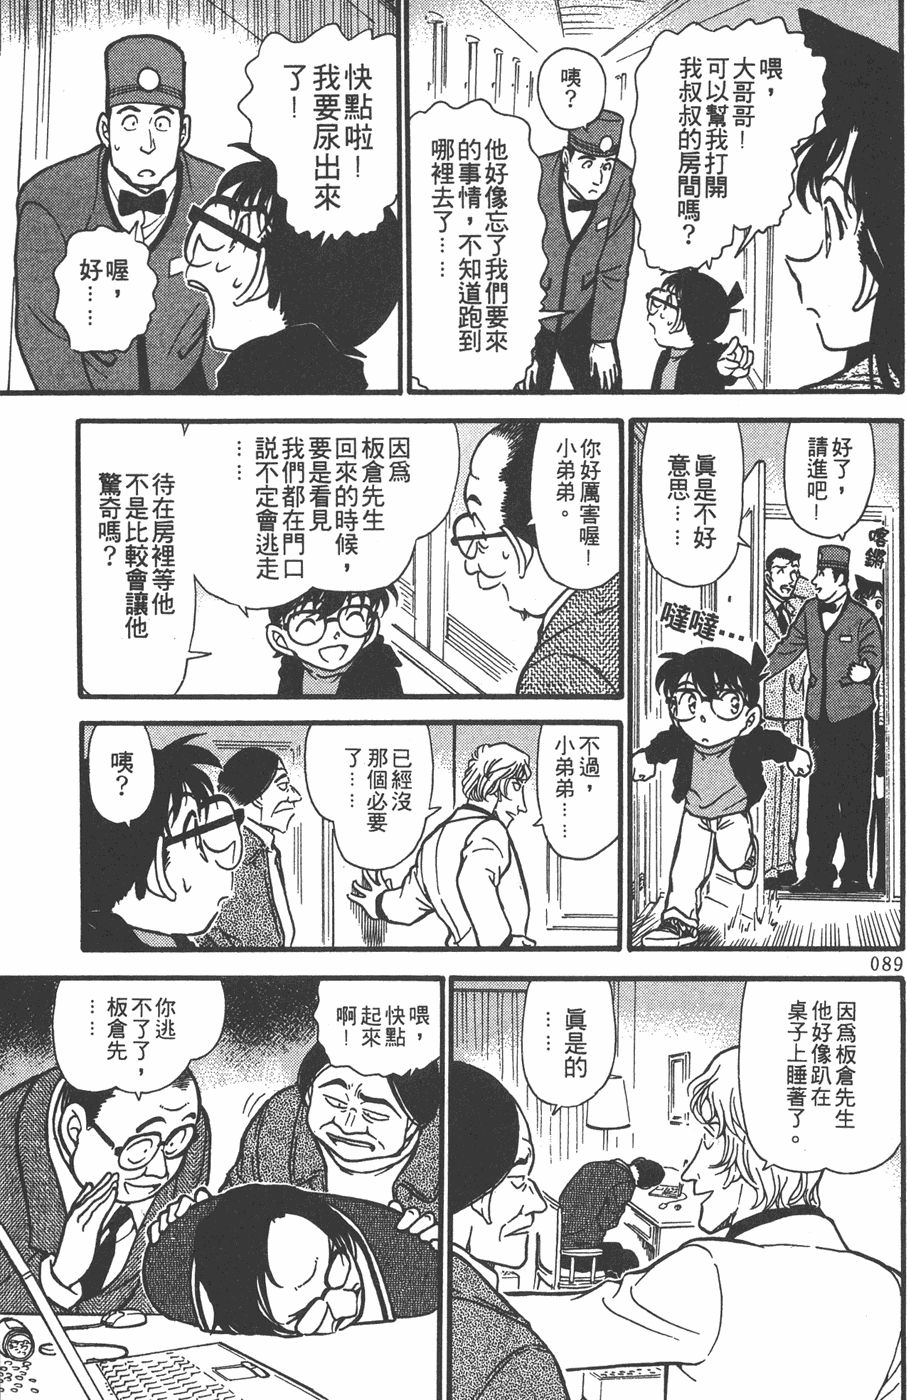 喂，
大哥哥！
可以幫我打開
我叔叔的房間嗎？
咦？
他好像忘了我們要來
的事情，不知道跑到
哪裡去了……
快點啦！
我要尿出來
了！
喔，
好……
好了，
請進吧！
喀鏘
真是不好
意思……
噠噠…
你好厲害喔！
小弟弟。
因為
板倉先生
回來的時候，
要是看見
我們都在門口
說不定會逃走
……
待在房裡等他
不是比較會讓他
驚奇嗎？
不過，
小弟弟……
已經沒
那個必要
了……
咦？
089
因為板倉先生
他好像趴在
桌子上睡著了。
真是的
……
喂，
快點
起來
啊！
你逃
不了了，
板倉先
……